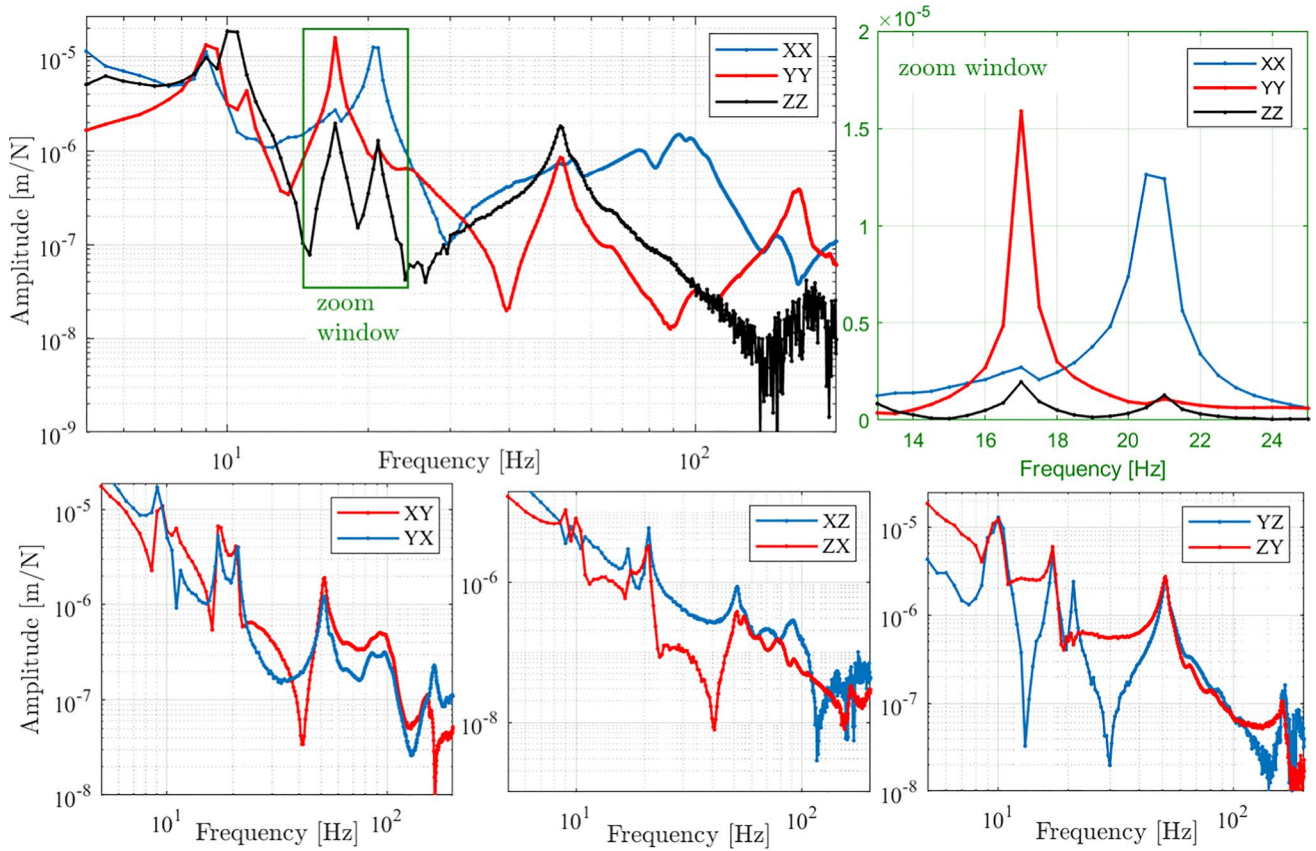 10^-5
10^-6
10^-7
10^-8
10^-9
Amplitude [m/N]
XX
YY
ZZ
zoom
window
10^1
Frequency [Hz]
10^2
×10^-5
2
1.5
1
0.5
0
zoom window
XX
YY
ZZ
14 16 18 20 22 24
Frequency [Hz]
10^-5
10^-6
10^-7
10^-8
Amplitude [m/N]
XY
YX
10^1 10^2
Frequency [Hz]
10^-6
10^-8
XZ
ZX
10^1 10^2
Frequency [Hz]
10^-5
10^-6
10^-7
10^-8
YZ
ZY
10^1 10^2
Frequency [Hz]